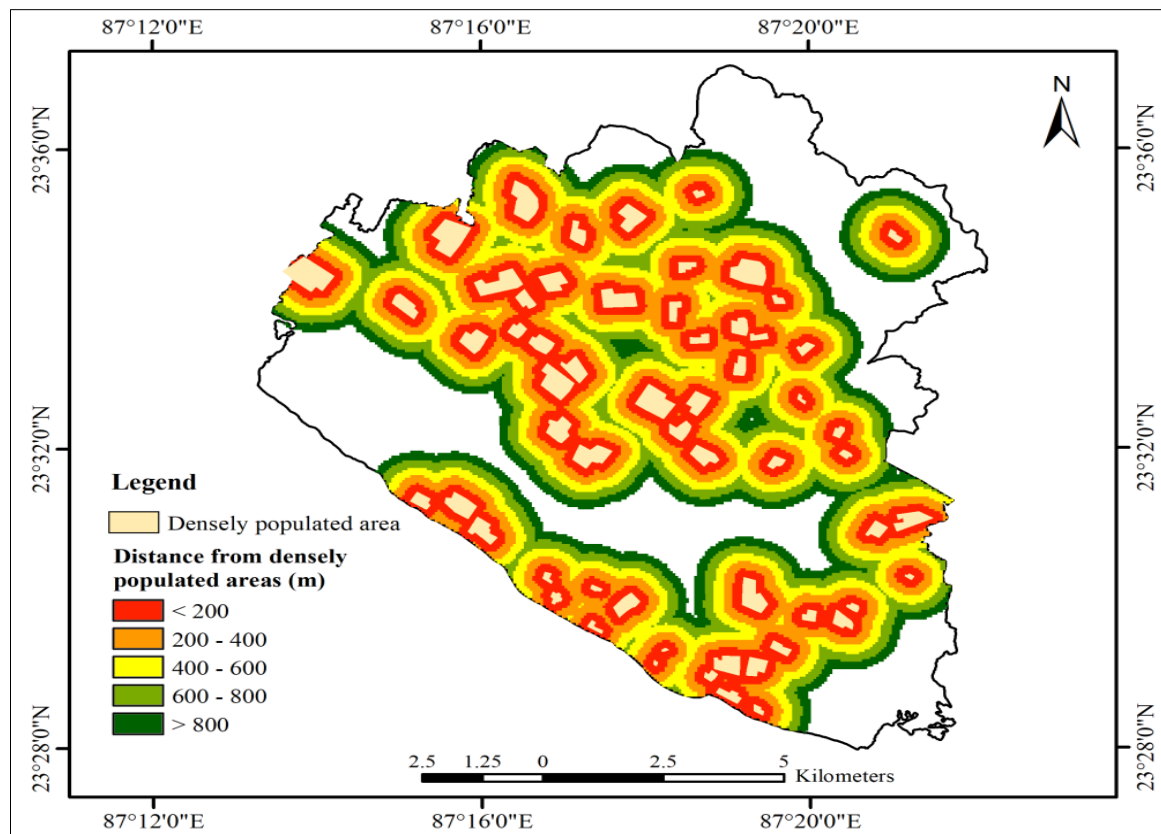 87°12'0"E 87°16'0"E 87°20'0"E
N
23°36'0"N 23°36'0"N
23°32'0"N 23°32'0"N
Legend
Densely populated area
Distance from densely
populated areas (m)
< 200
200 - 400
400 - 600
600 - 800
> 800
23°28'0"N 23°28'0"N
2.5 1.25 0 2.5 5
Kilometers
87°12'0"E 87°16'0"E 87°20'0"E